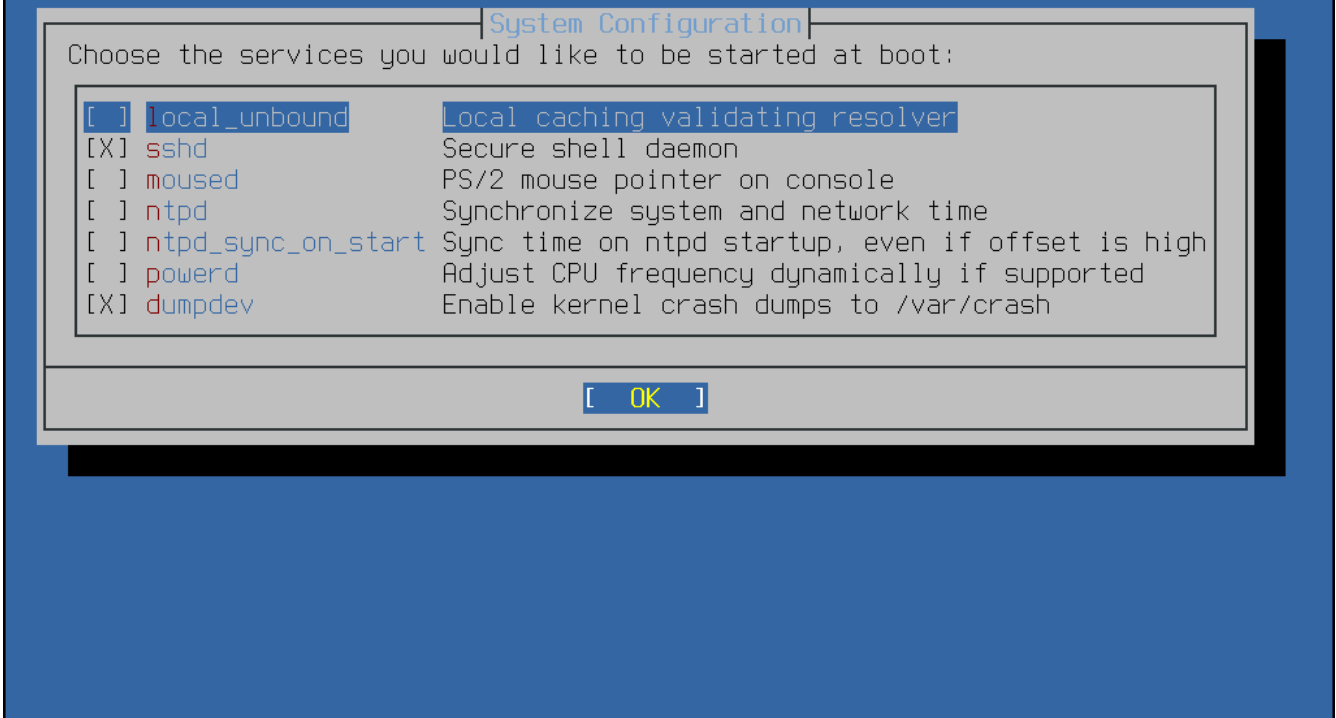 System Configuration
Choose the services you would like to be started at boot:
[ ] local_unbound Local caching validating resolver
[X] sshd Secure shell daemon
[ ] moused PS/2 mouse pointer on console
[ ] ntpd Synchronize system and network time
[ ] ntpd_sync_on_start Sync time on ntpd startup, even if offset is high
[ ] powerd Adjust CPU frequency dynamically if supported
[X] dumpdev Enable kernel crash dumps to /var/crash
[ OK ]